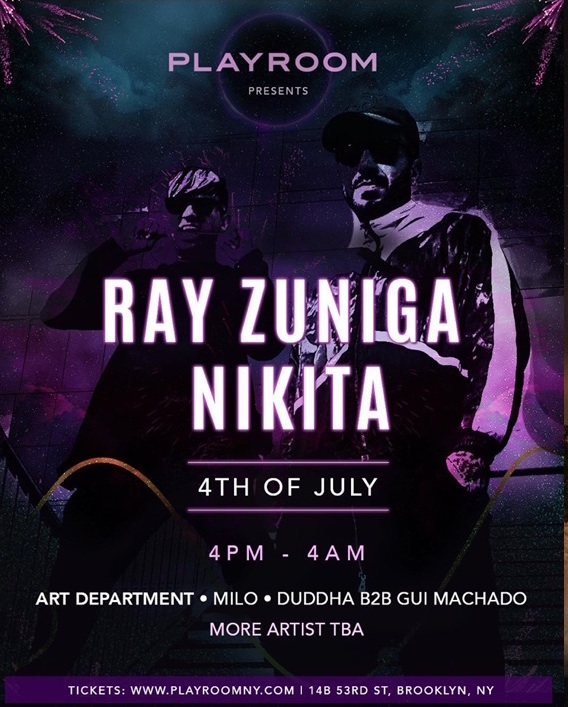 PLAYROOM
PRESENTS
RAY ZUNIGA
NIKITA
4TH OF JULY
4PM - 4AM
ART DEPARTMENT • MILO • DUDDHA B2B GUI MACHADO
MORE ARTIST TBA
TICKETS: WWW.PLAYROOMNY.COM | 14B 53RD ST, BROOKLYN, NY